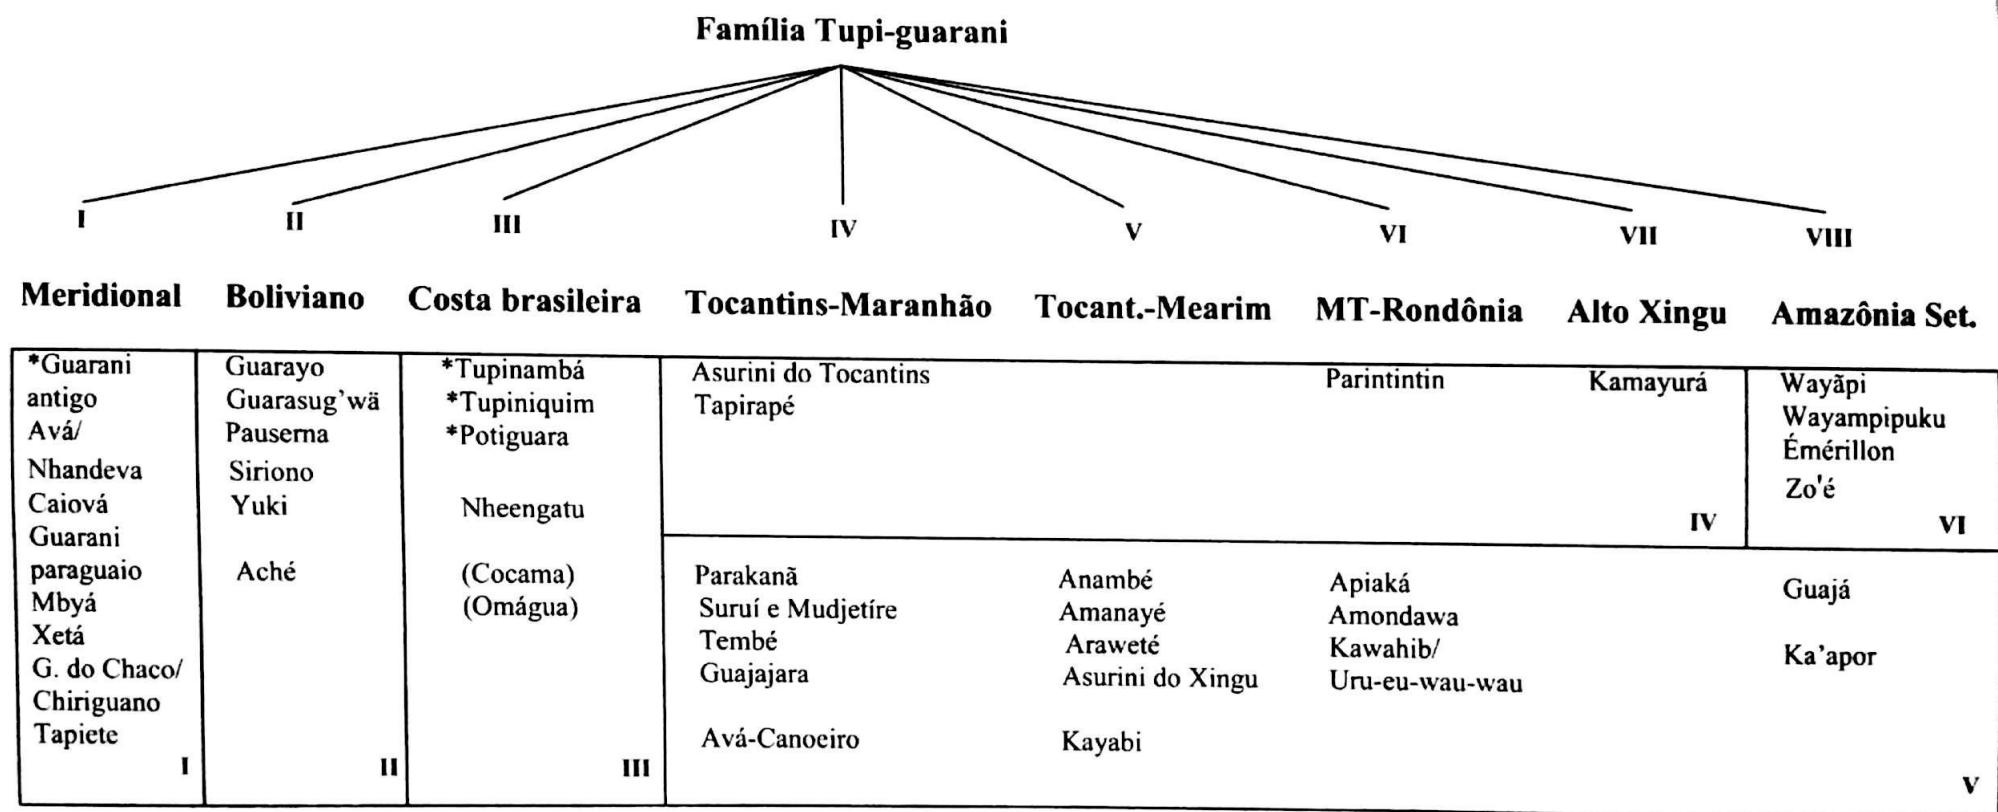 Família Tupi-guarani
I II III IV V VI VII VIII
Meridional Boliviano Costa brasileira Tocantins-Maranhão Tocant.-Mearim MT-Rondônia Alto Xingu Amazônia Set.
*Guarani
antigo
Avá/
Nhandeva
Caiová
Guarani
paraguaio
Mbyá
Xetá
G. do Chaco/
Chiriguano
Tapiete
I
Guarayo
Guarasug'wä
Pauserna
Siriono
Yuki
Aché
II
*Tupinambá
*Tupiniquim
*Potiguara
Nheengatu
(Cocama)
(Omágua)
III
Asurini do Tocantins
Tapirapé
Parintintin
Kamayurá
IV
Wayãpi
Wayampipuku
Émérillon
Zo'é
VI
Parakanã
Suruí e Mudjetíre
Tembé
Guajajara
Avá-Canoeiro
Anambé
Amanayé
Araweté
Asurini do Xingu
Kayabi
Apiaká
Amondawa
Kawahib/
Uru-eu-wau-wau
Guajá
Ka'apor
V